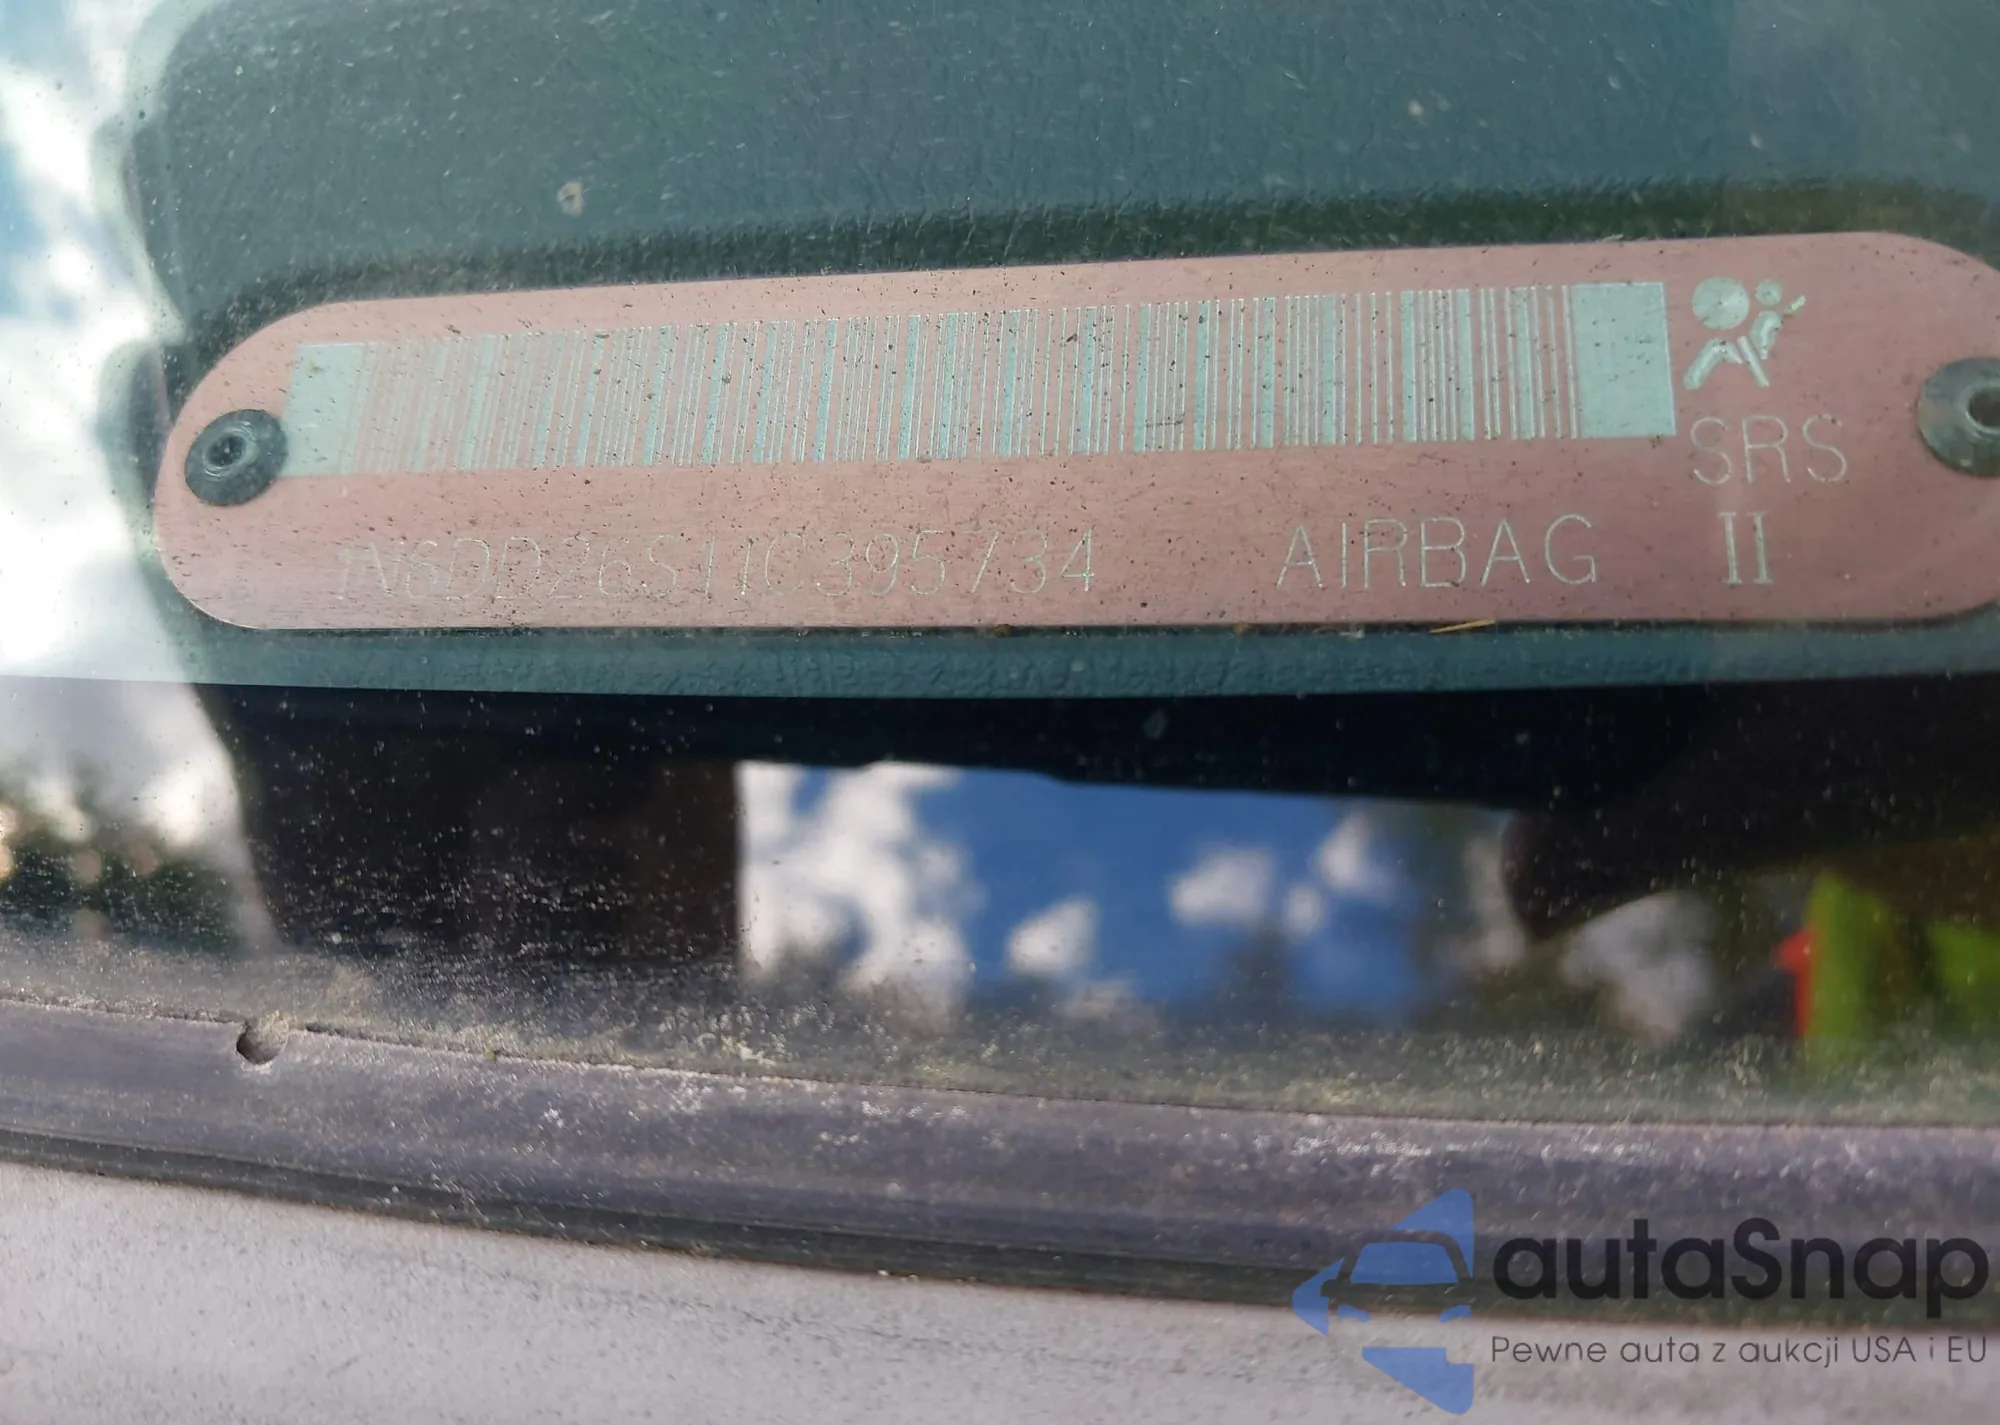 SRS
1N6DD26S11C395734 AIRBAG II
autaSnap
Pewne auta z aukcji USA i EU